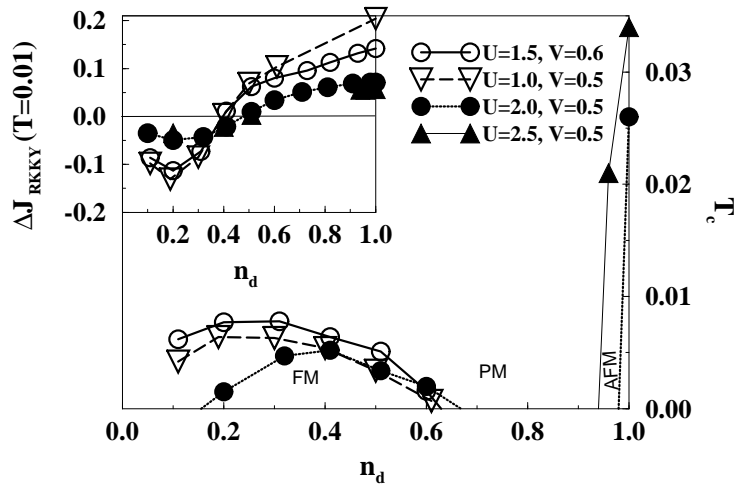 0.2
0.1
0.0
-0.1
-0.2
ΔJ_RKKY (T=0.01)
0.2 0.4 0.6 0.8 1.0
n_d
U=1.5, V=0.6
U=1.0, V=0.5
U=2.0, V=0.5
U=2.5, V=0.5
0.03
0.02
0.01
0.00
T_c
FM
PM
AFM
0.0 0.2 0.4 0.6 0.8 1.0
n_d